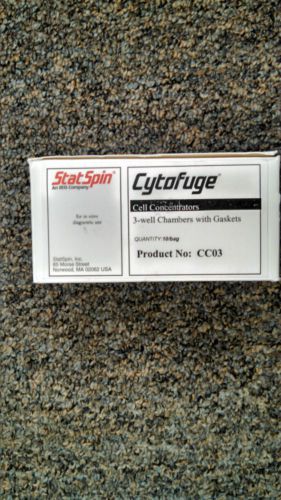 StatSpin®
An IRIS Company
for in vitro
diagnostic use
StatSpin, Inc.
85 Morse Street
Norwood, MA 02062 USA
CytoFuge®
Cell Concentrators
3-well Chambers with Gaskets
QUANTITY: 10/bag
Product No: CC03